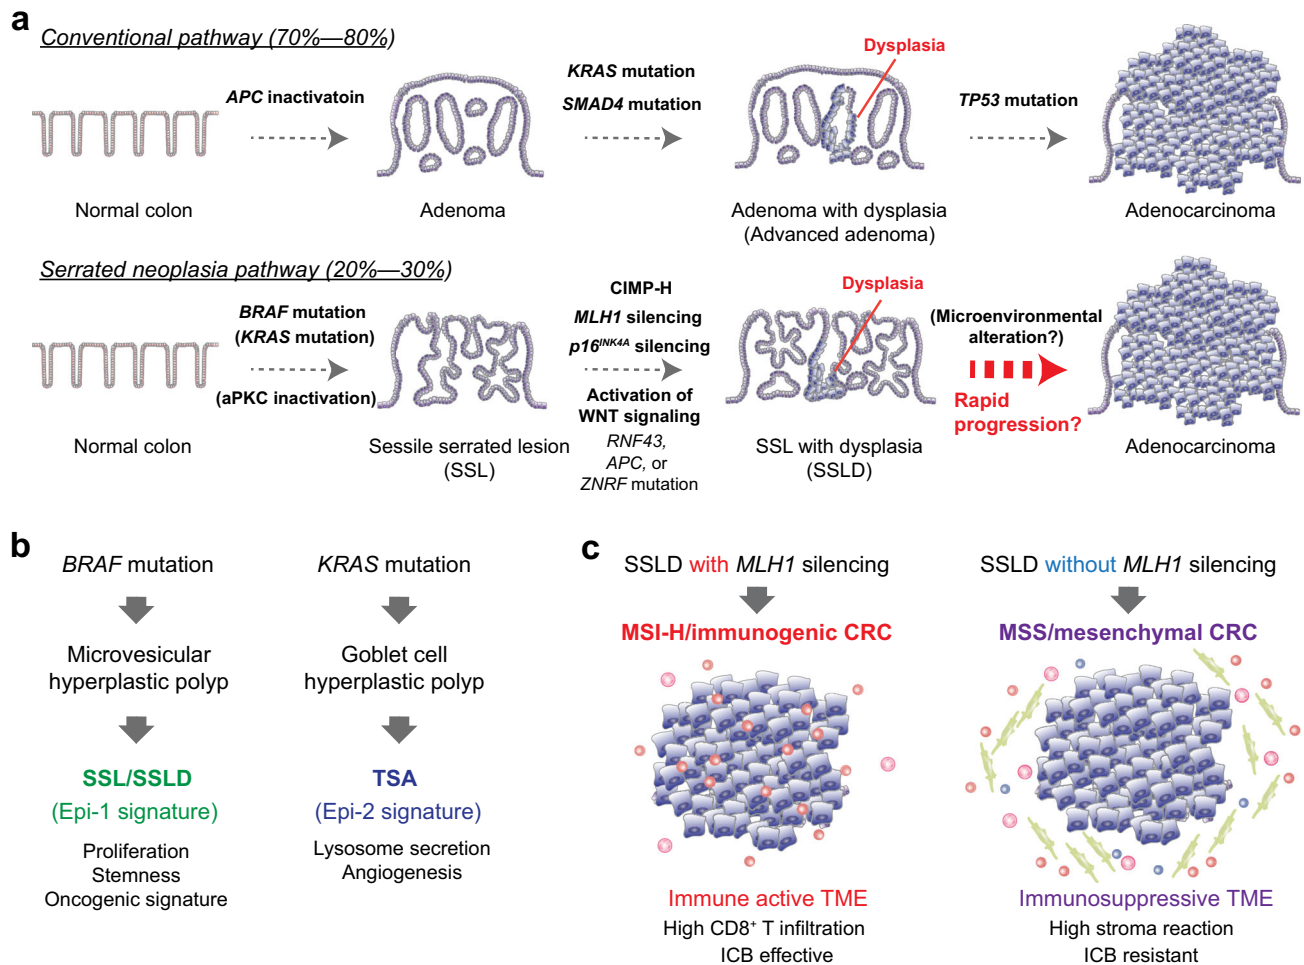 a
Conventional pathway (70%—80%)
APC inactivatoin
KRAS mutation
SMAD4 mutation
Dysplasia
TP53 mutation
Normal colon
Adenoma
Adenoma with dysplasia
(Advanced adenoma)
Adenocarcinoma
Serrated neoplasia pathway (20%—30%)
BRAF mutation
(KRAS mutation)
(aPKC inactivation)
CIMP-H
MLH1 silencing
p16INK4A silencing
Activation of
WNT signaling
RNF43,
APC, or
ZNRF mutation
Dysplasia
(Microenvironmental
alteration?)
Rapid
progression?
Normal colon
Sessile serrated lesion
(SSL)
SSL with dysplasia
(SSLD)
Adenocarcinoma
b
BRAF mutation
Microvesicular
hyperplastic polyp
SSL/SSLD
(Epi-1 signature)
Proliferation
Stemness
Oncogenic signature
KRAS mutation
Goblet cell
hyperplastic polyp
TSA
(Epi-2 signature)
Lysosome secretion
Angiogenesis
c
SSLD with MLH1 silencing
MSI-H/immunogenic CRC
Immune active TME
High CD8⁺ T infiltration
ICB effective
SSLD without MLH1 silencing
MSS/mesenchymal CRC
Immunosuppressive TME
High stroma reaction
ICB resistant